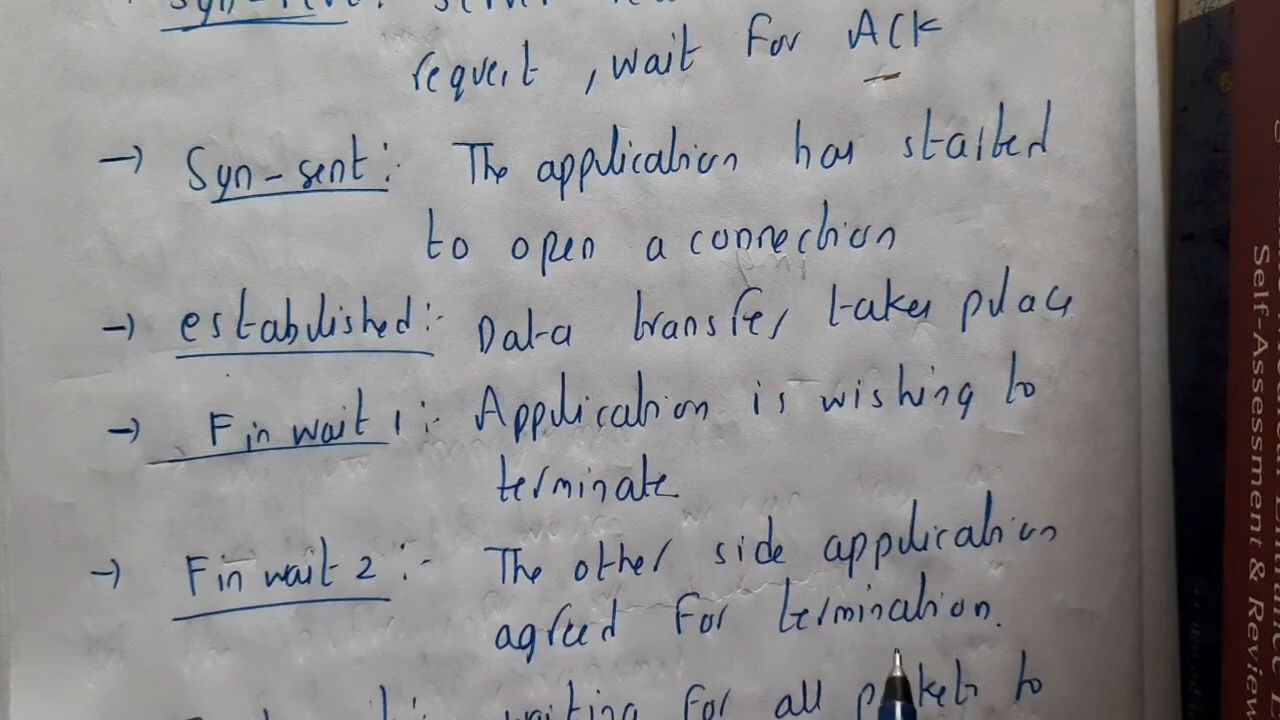 request, wait For Ack
→ Syn-sent:- The application has started
to open a connection
→ established:- Data transfer takes place
→ Fin wait 1:- Application is wishing to
terminate
→ Fin wait 2:- The other side application
agreed For termination.
waiting For all packets to
Self-Assessment & Review